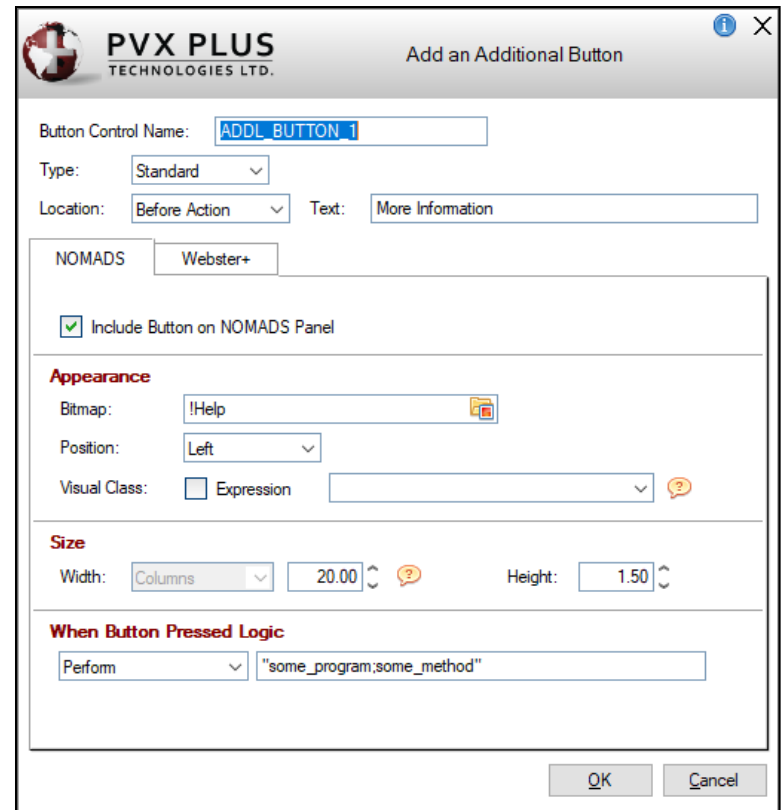 PVX PLUS
TECHNOLOGIES LTD.
Add an Additional Button
Button Control Name: ADDL_BUTTON_1
Type: Standard
Location: Before Action Text: More Information
NOMADS Webster+
Include Button on NOMADS Panel
Appearance
Bitmap: !Help
Position: Left
Visual Class: Expression
Size
Width: Columns 20.00 Height: 1.50
When Button Pressed Logic
Perform "some_program;some_method"
OK Cancel